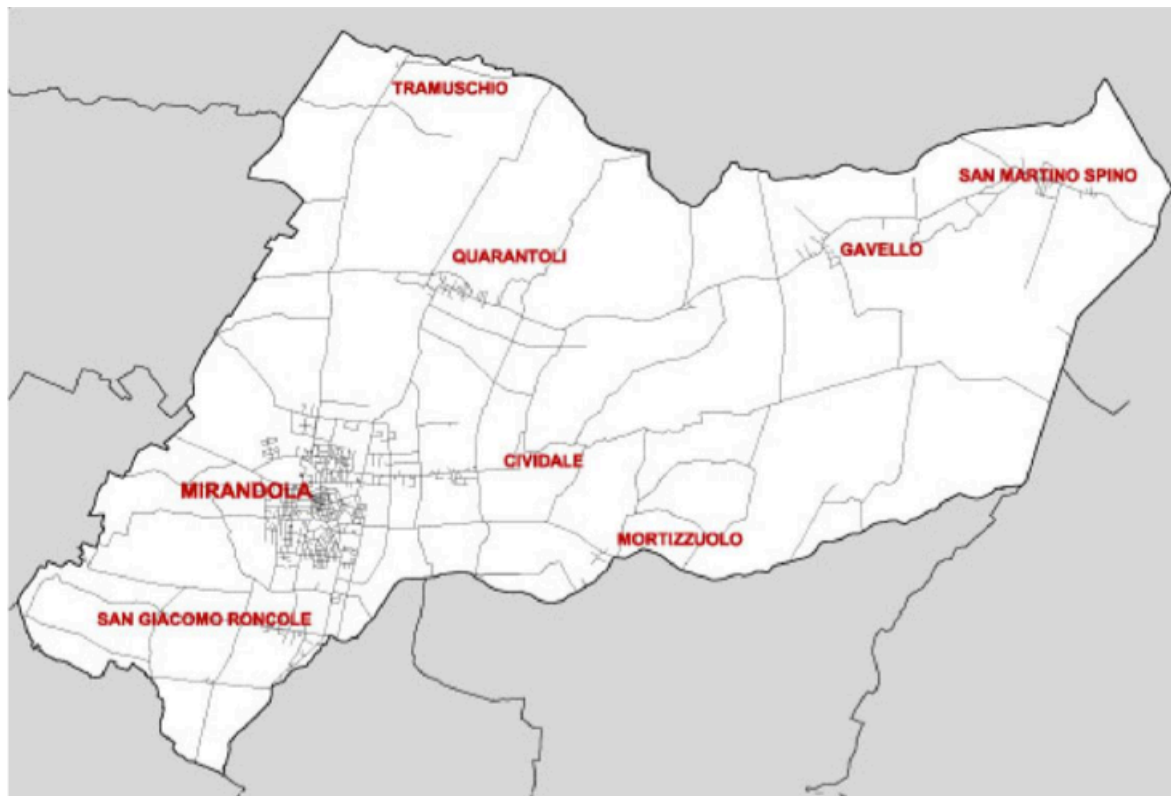 TRAMUSCHIO
SAN MARTINO SPINO
QUARANTOLI
GAVELLO
CIVIDALE
MIRANDOLA
MORTIZZUOLO
SAN GIACOMO RONCOLE